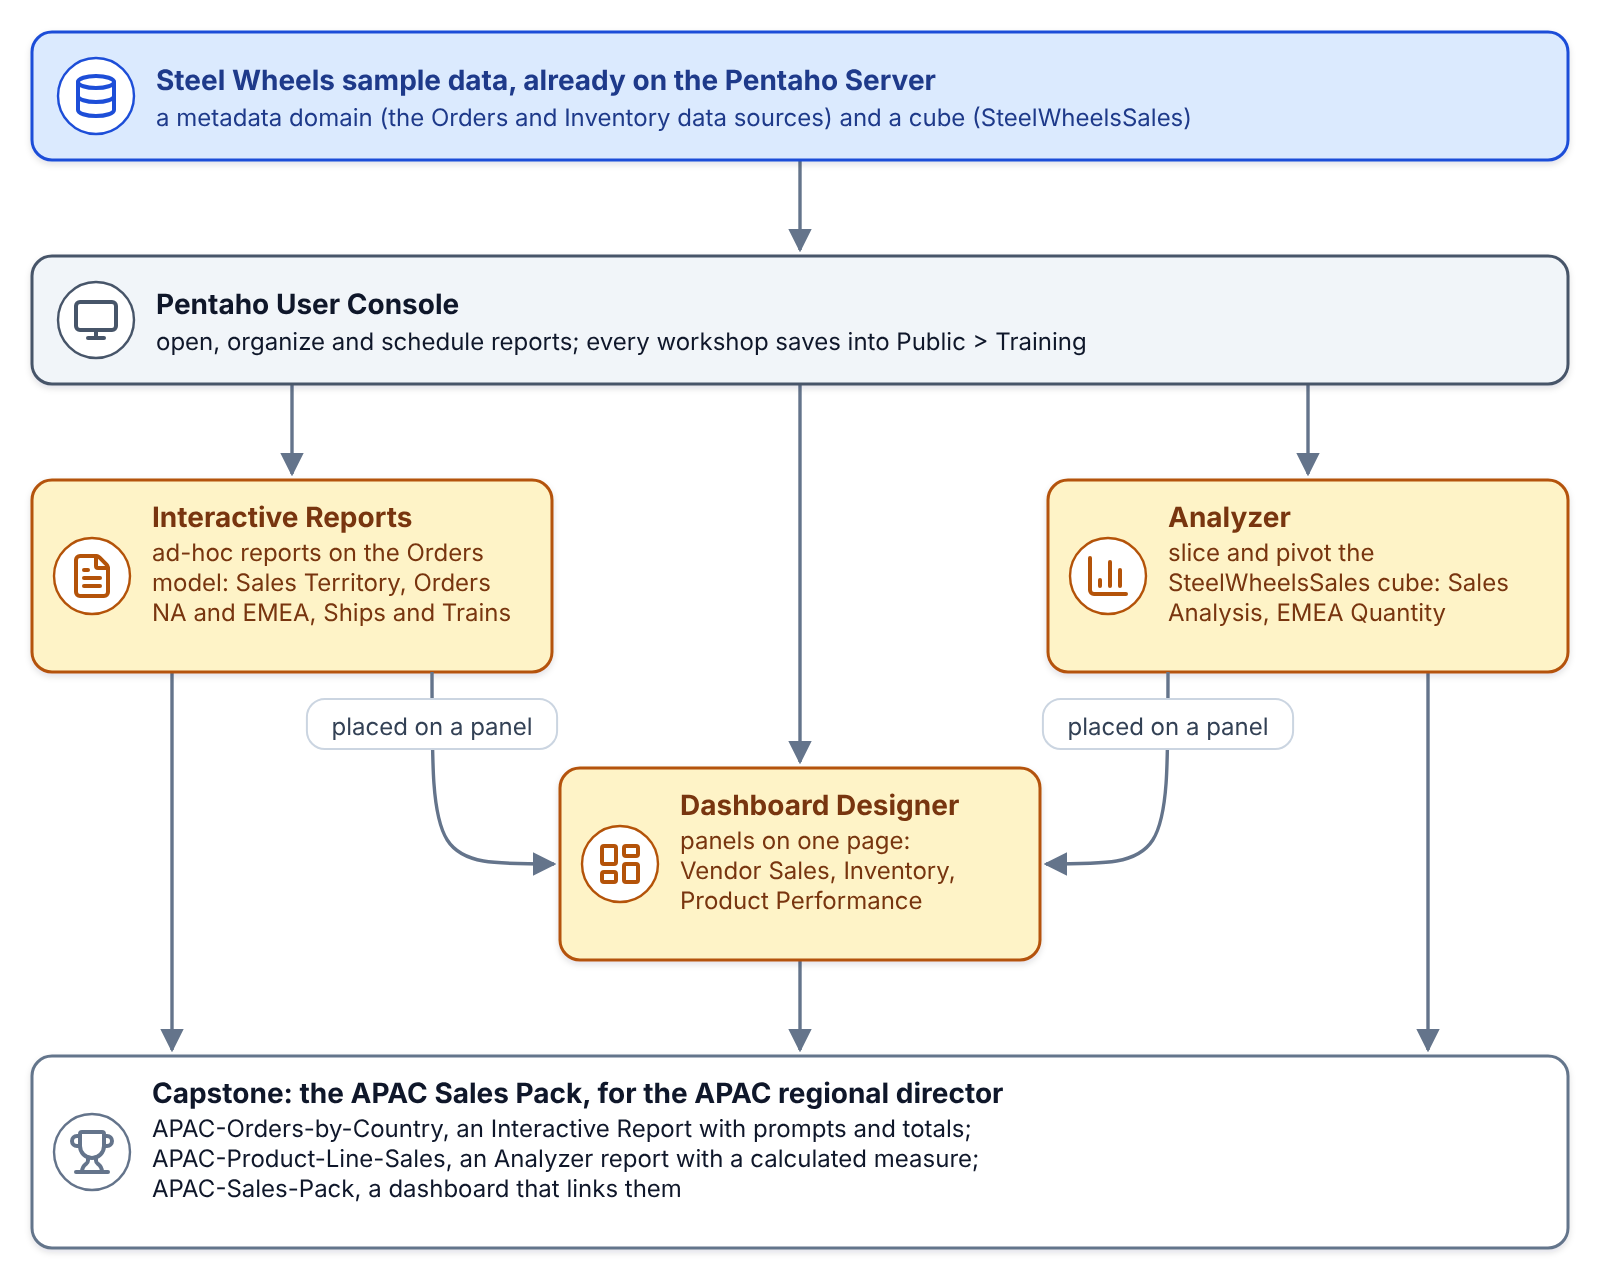 Steel Wheels sample data, already on the Pentaho Server
a metadata domain (the Orders and Inventory data sources) and a cube (SteelWheelsSales)
Pentaho User Console
open, organize and schedule reports; every workshop saves into Public > Training
Interactive Reports
ad-hoc reports on the Orders
model: Sales Territory, Orders
NA and EMEA, Ships and Trains
Analyzer
slice and pivot the
SteelWheelsSales cube: Sales
Analysis, EMEA Quantity
placed on a panel
placed on a panel
Dashboard Designer
panels on one page:
Vendor Sales, Inventory,
Product Performance
Capstone: the APAC Sales Pack, for the APAC regional director
APAC-Orders-by-Country, an Interactive Report with prompts and totals;
APAC-Product-Line-Sales, an Analyzer report with a calculated measure;
APAC-Sales-Pack, a dashboard that links them